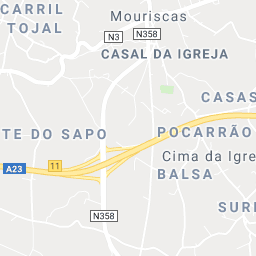 CARRIL
TOJAL
Mouriscas
N358
N3
CASAL DA IGREJA
CASAS
TE DO SAPO
POCARRÃO
Cima da Igre
BALSA
11
A23
SURI
N358